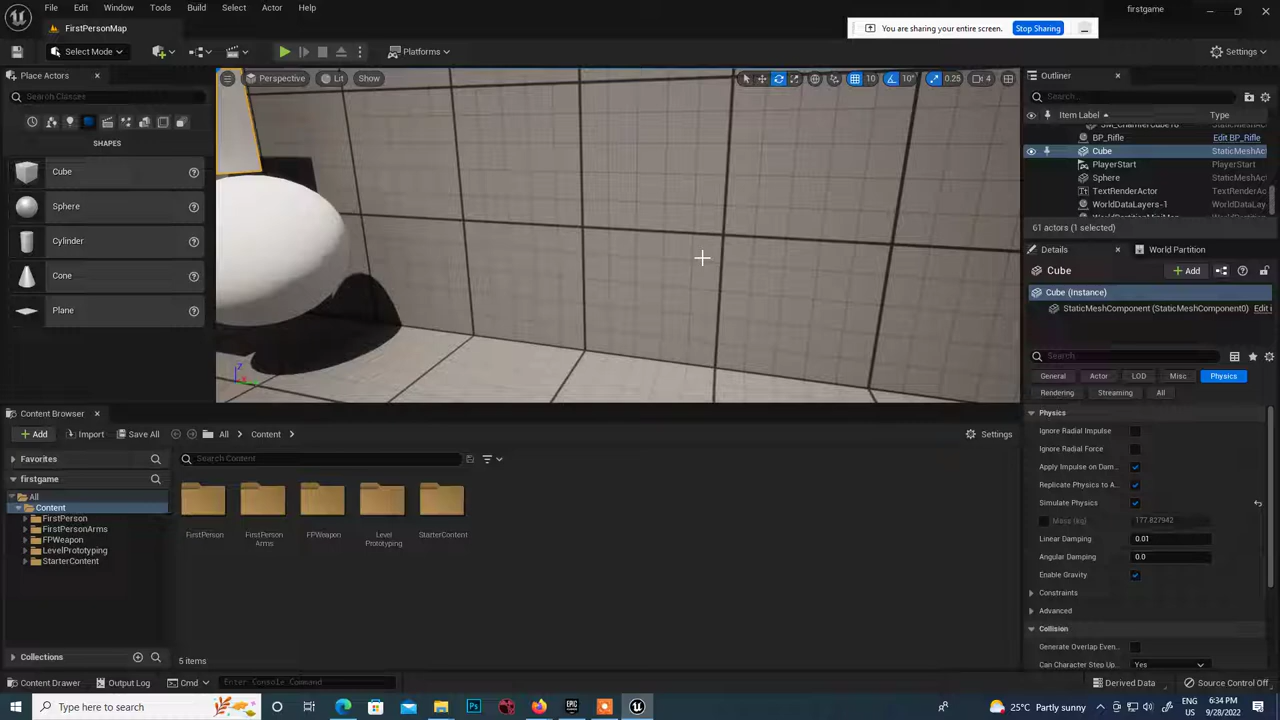 File Edit Window Tools Build Select Actor Help
firstgame
FirstPerson
You are sharing your entire screen. Stop Sharing
Select Mode
Platforms
Settings
Place Actors
Perspective Lit Show
10 10° 0.25 4
Outliner
Search Classes
Search...
Item Label Type
SHAPES
BP_Rifle Edit BP_Rifle
Cube StaticMeshAc
Cube
PlayerStart PlayerStart
Sphere StaticMeshAc
Sphere
TextRenderActor TextRenderAc
WorldDataLayers-1 WorldDataLay
61 actors (1 selected)
Cylinder
Details World Partition
Cube Add
Cone
Cube (Instance)
Plane
StaticMeshComponent (StaticMeshComponent0) Edit
Search
General Actor LOD Misc Physics
Rendering Streaming All
Content Browser
Physics
Add Import Save All All Content Settings
Ignore Radial Impulse
Ignore Radial Force
Favorites
Search Content
Apply Impulse on Dam...
firstgame
Replicate Physics to A...
All
Content
Simulate Physics
FirstPerson
FirstPersonArms
FPWeapon
LevelPrototyping
StarterContent
FirstPerson
FirstPerson Arms
FPWeapon
Level Prototyping
StarterContent
Mass (kg) 177.827942
Linear Damping 0.01
Angular Damping 0.0
Enable Gravity
Constraints
Advanced
Collision
Generate Overlap Even...
Can Character Step Up... Yes
Collections
5 items
Content Drawer Output Log Cmd Enter Console Command
Derived Data Source Control Off
Type here to search
25°C Partly sunny
6:34 PM
9/28/2022